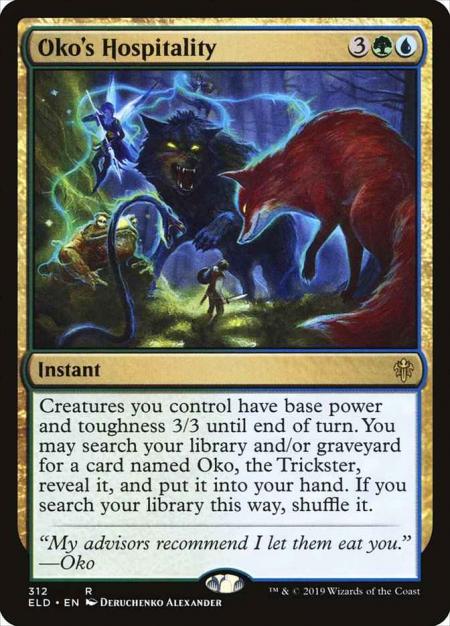 Oko's Hospitality 3
Instant
Creatures you control have base power
and toughness 3/3 until end of turn. You
may search your library and/or graveyard
for a card named Oko, the Trickster,
reveal it, and put it into your hand. If you
search your library this way, shuffle it.
“My advisors recommend I let them eat you.”
—Oko
312 R
ELD • EN Deruchenko Alexander
™ & © 2019 Wizards of the Coast